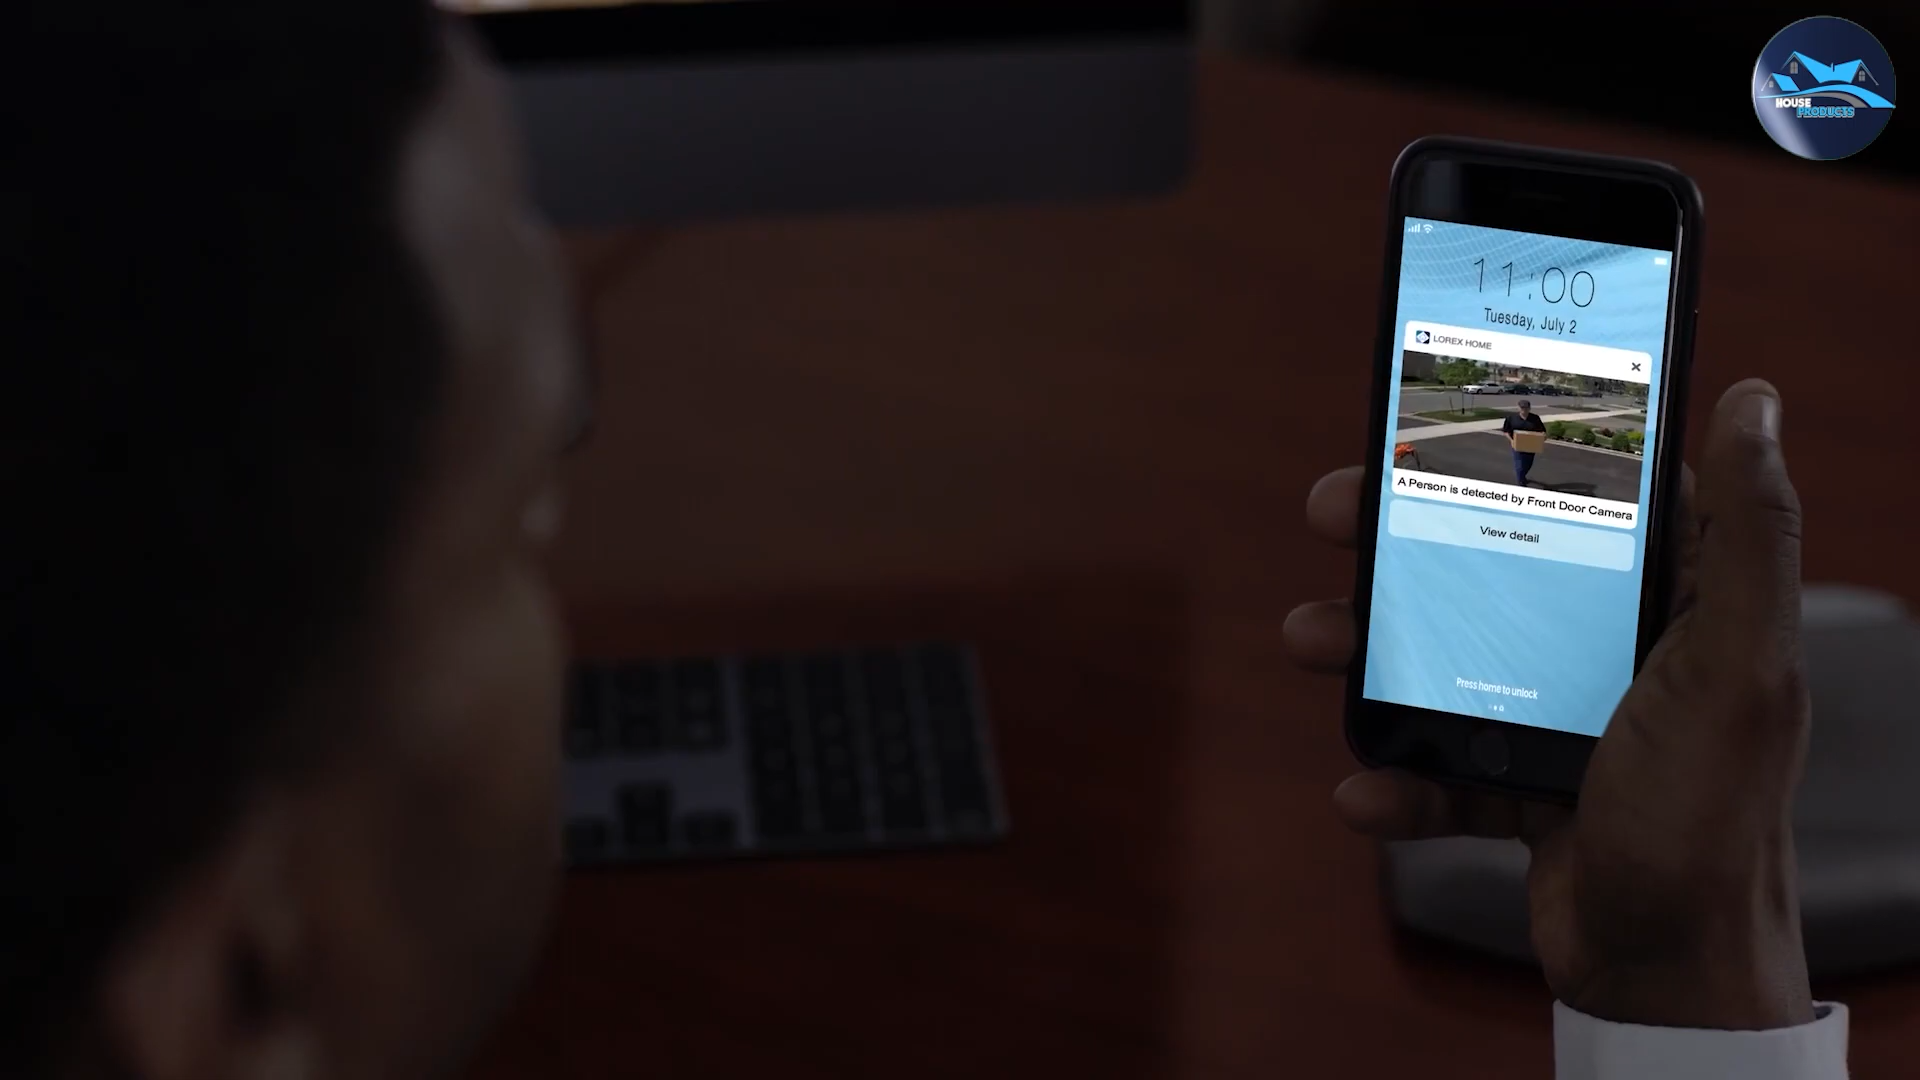 HOUSE
PRODUCTS
11:00
Tuesday, July 2
LOREX HOME
A Person is detected by Front Door Camera
View detail
Press home to unlock